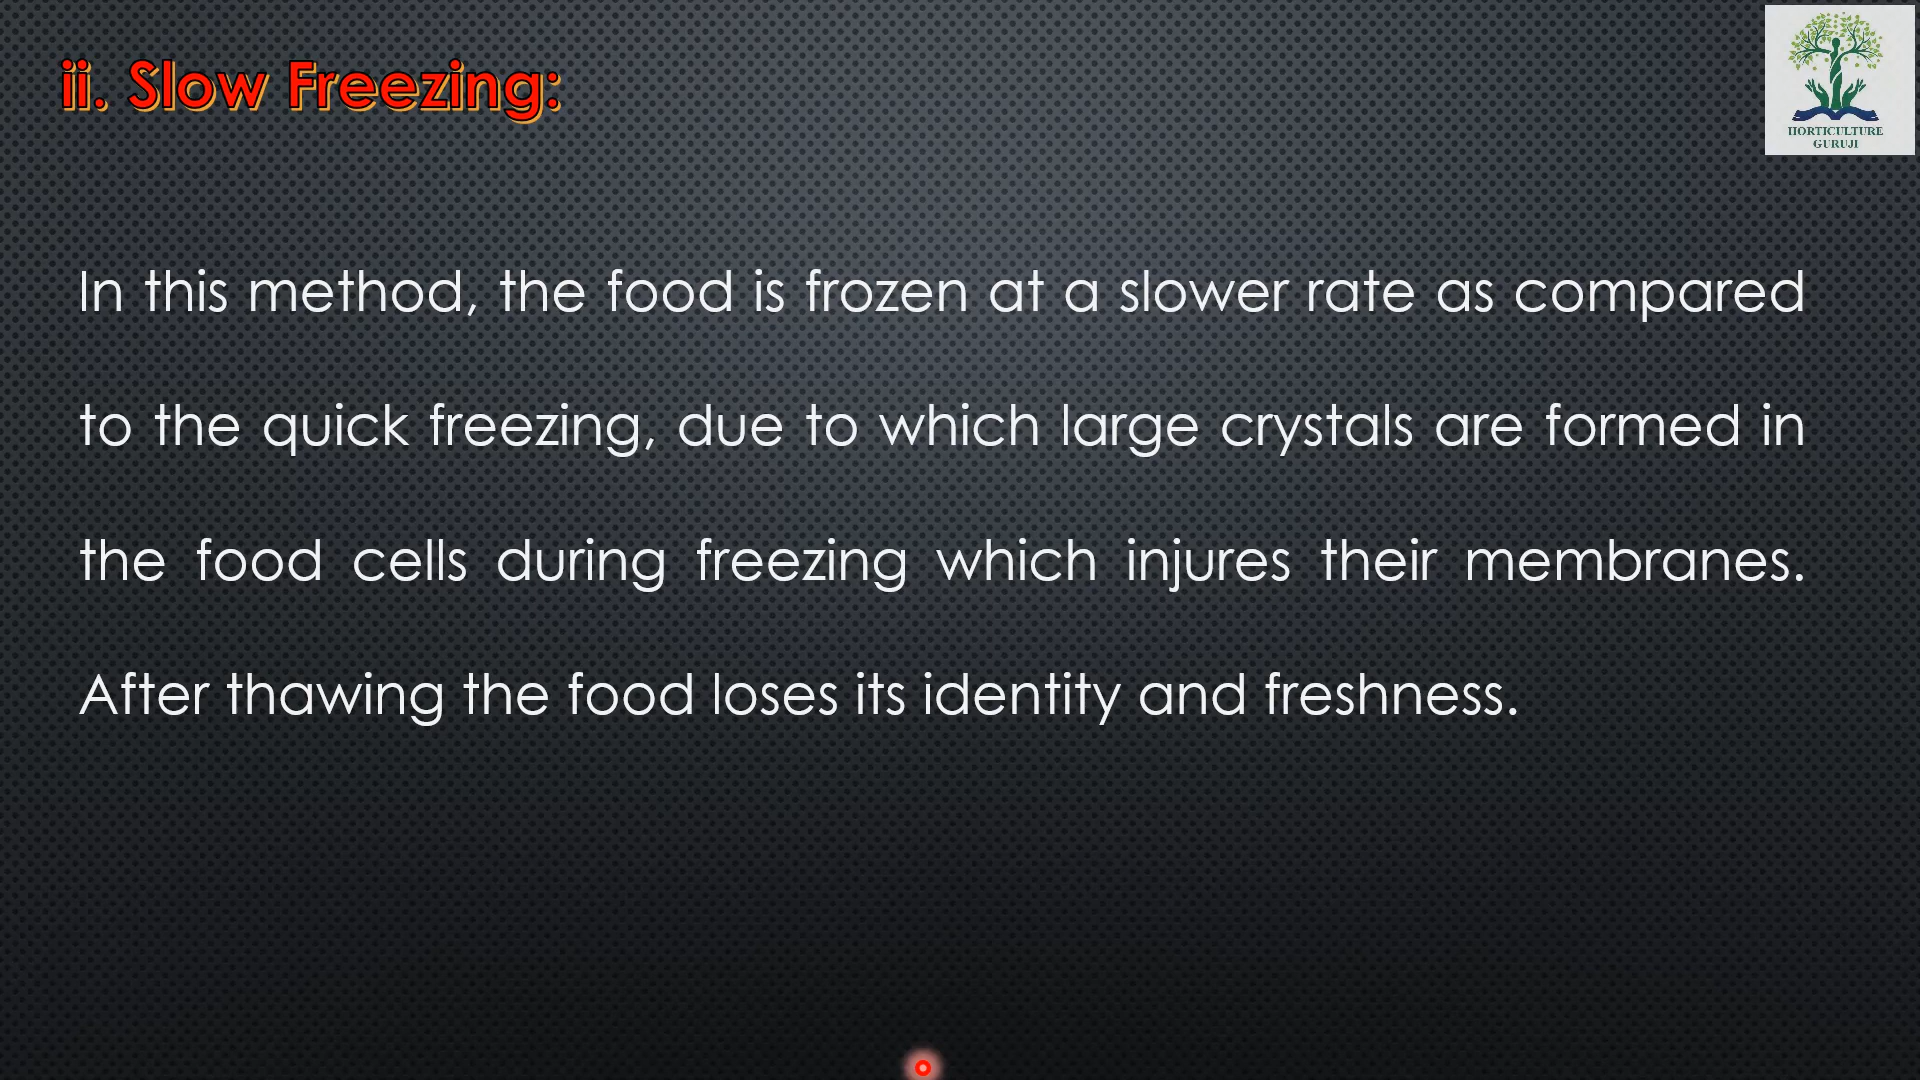 ii. Slow Freezing:
HORTICULTURE
GURUJI
In this method, the food is frozen at a slower rate as compared
to the quick freezing, due to which large crystals are formed in
the food cells during freezing which injures their membranes.
After thawing the food loses its identity and freshness.